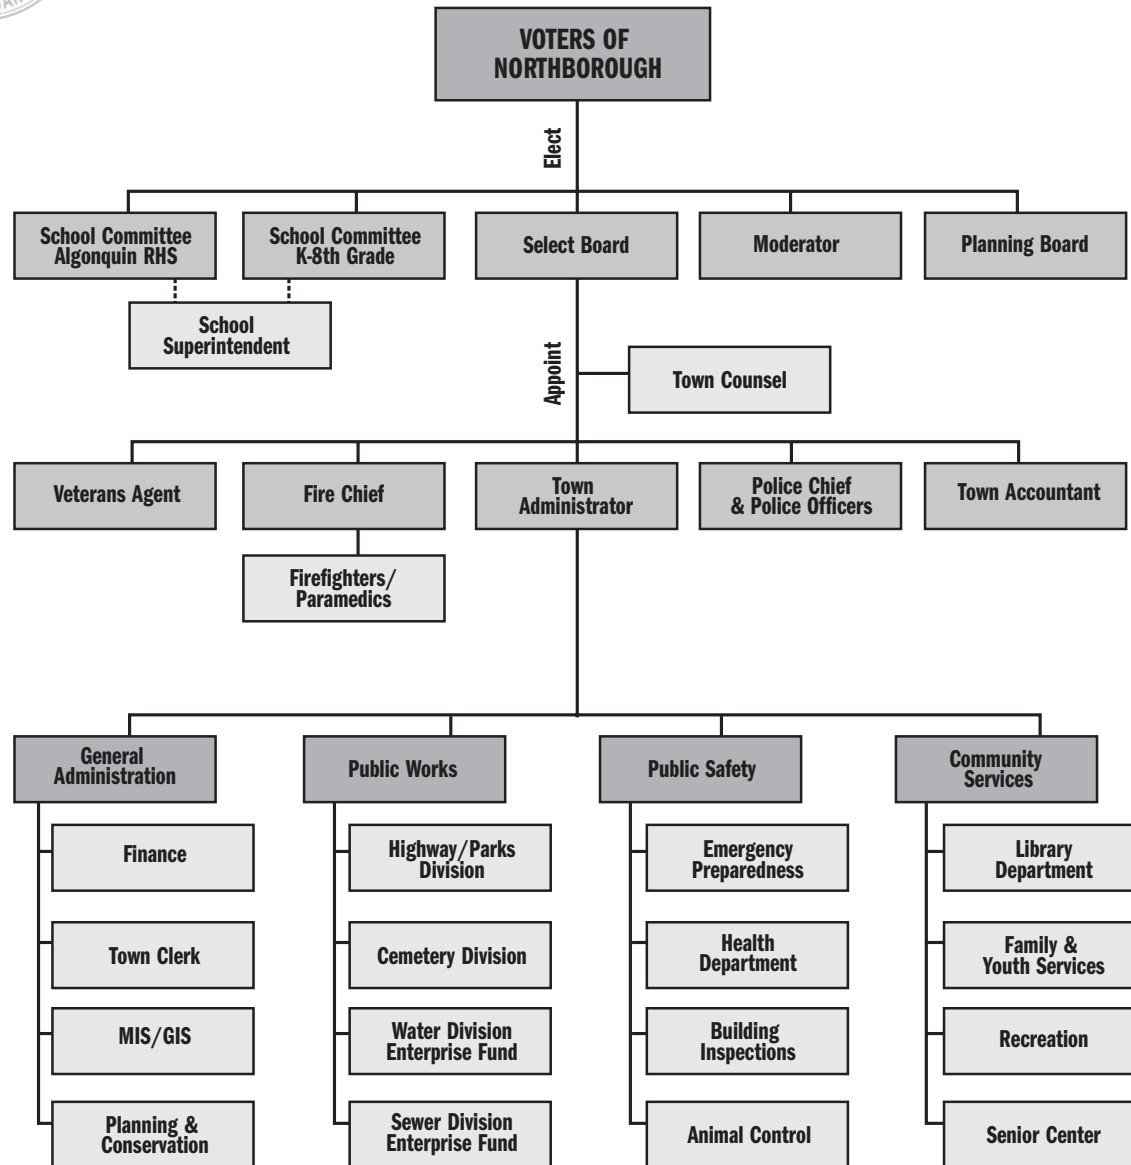 VOTERS OF
NORTHBOROUGH
Elect
School Committee
Algonquin RHS
School Committee
K-8th Grade
Select Board
Moderator
Planning Board
School
Superintendent
Appoint
Town Counsel
Veterans Agent
Fire Chief
Town
Administrator
Police Chief
& Police Officers
Town Accountant
Firefighters/
Paramedics
General
Administration
Public Works
Public Safety
Community
Services
Finance
Highway/Parks
Division
Emergency
Preparedness
Library
Department
Town Clerk
Cemetery Division
Health
Department
Family &
Youth Services
MIS/GIS
Water Division
Enterprise Fund
Building
Inspections
Recreation
Planning &
Conservation
Sewer Division
Enterprise Fund
Animal Control
Senior Center